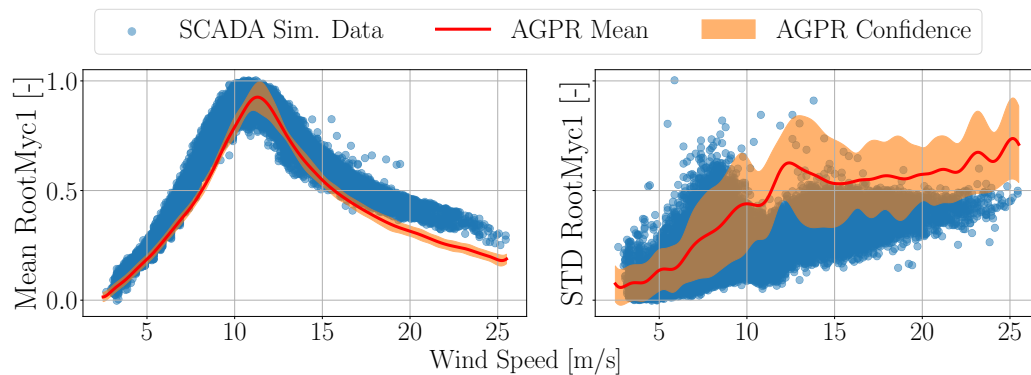 SCADA Sim. Data AGPR Mean AGPR Confidence
Mean RootMyc1 [-]
1.0
0.5
0.0
5 10 15 20 25
STD RootMyc1 [-]
5 10 15 20 25
Wind Speed [m/s]